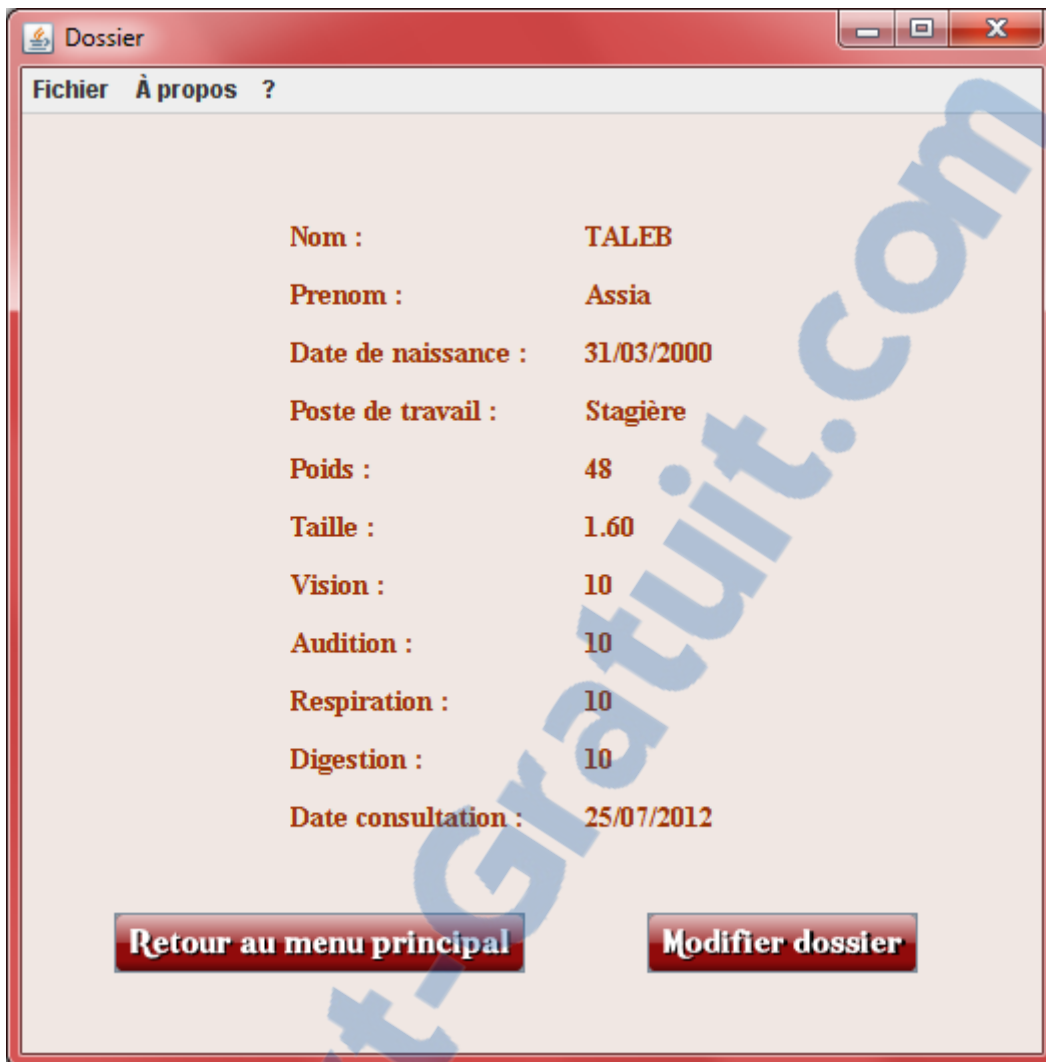 Dossier
Fichier À propos ?
Nom : TALEB
Prenom : Assia
Date de naissance : 31/03/2000
Poste de travail : Stagière
Poids : 48
Taille : 1.60
Vision : 10
Audition : 10
Respiration : 10
Digestion : 10
Date consultation : 25/07/2012
Retour au menu principal Modifier dossier
t-Gratuit.com